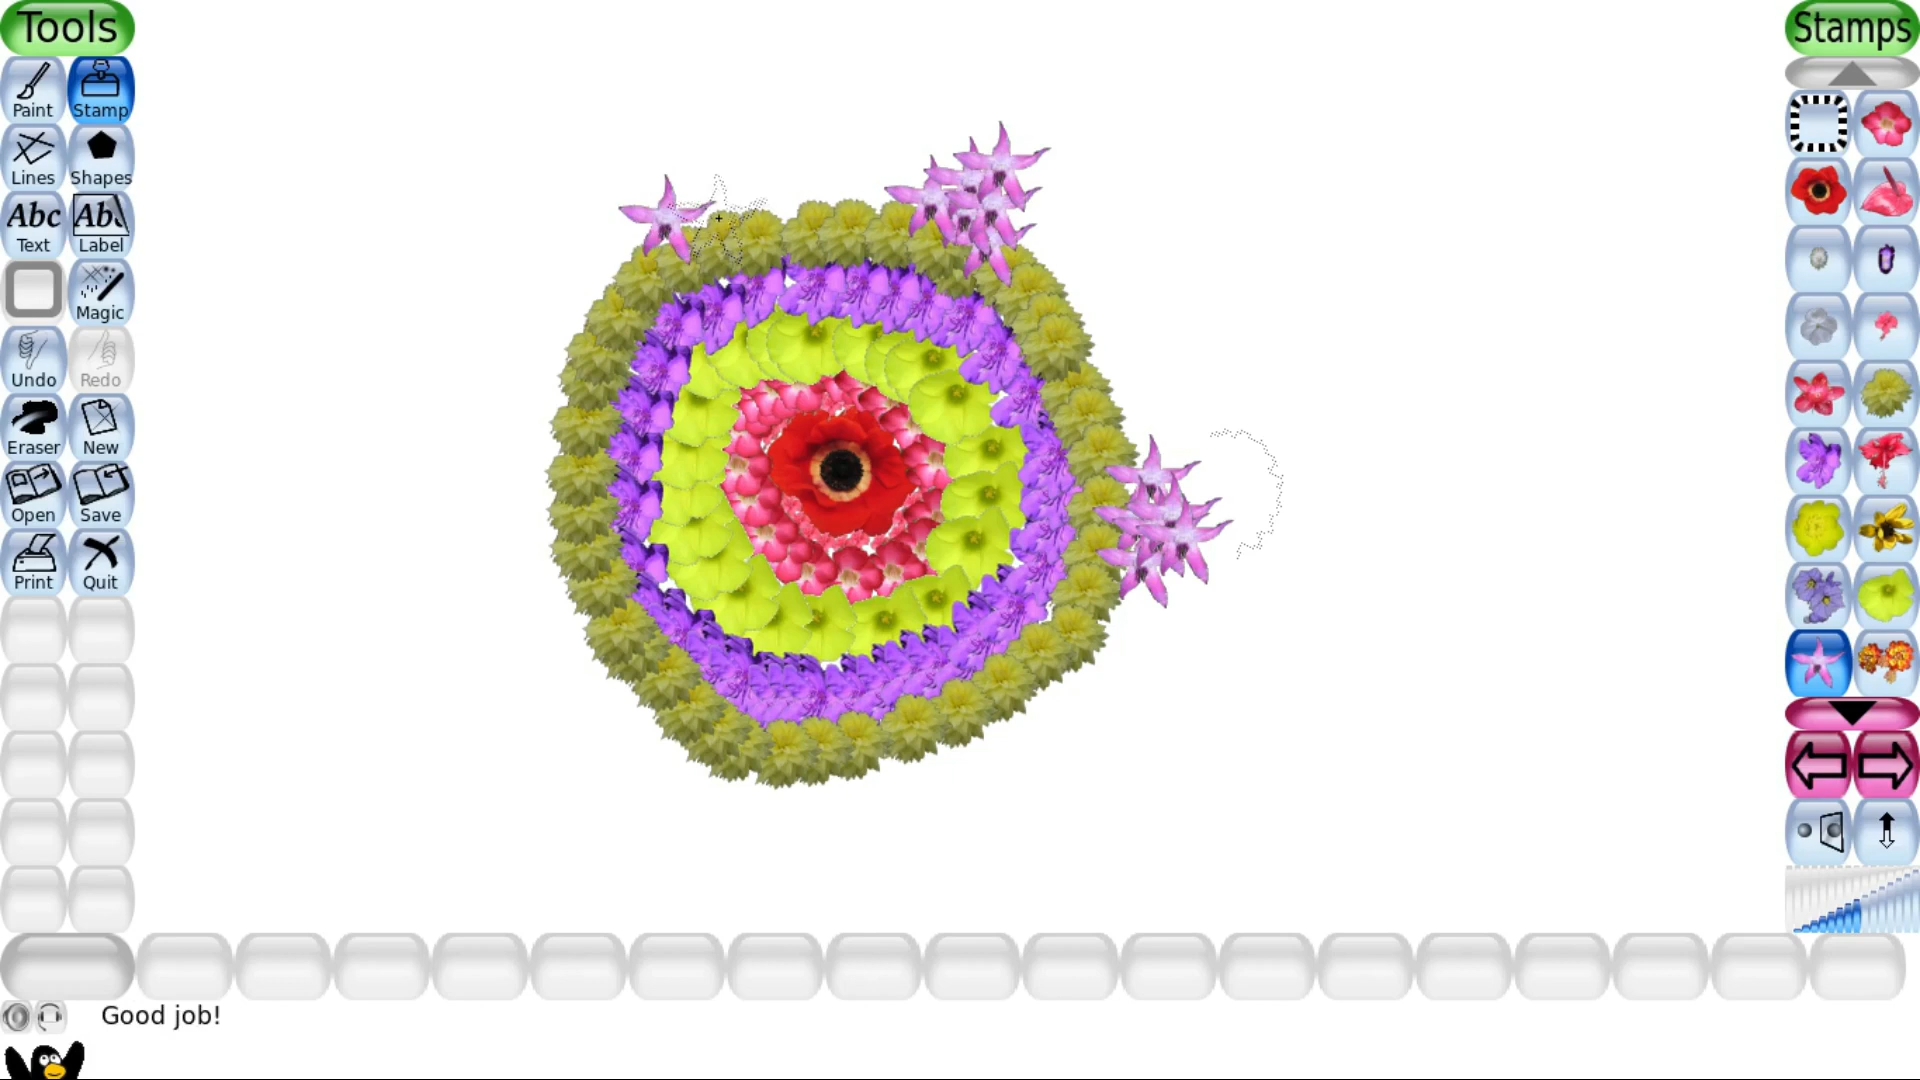 Tools
Stamps
Paint
Stamp
Lines
Shapes
Abc
Abc
Text
Label
Magic
Undo
Redo
Eraser
New
Open
Save
Print
Quit
Good job!